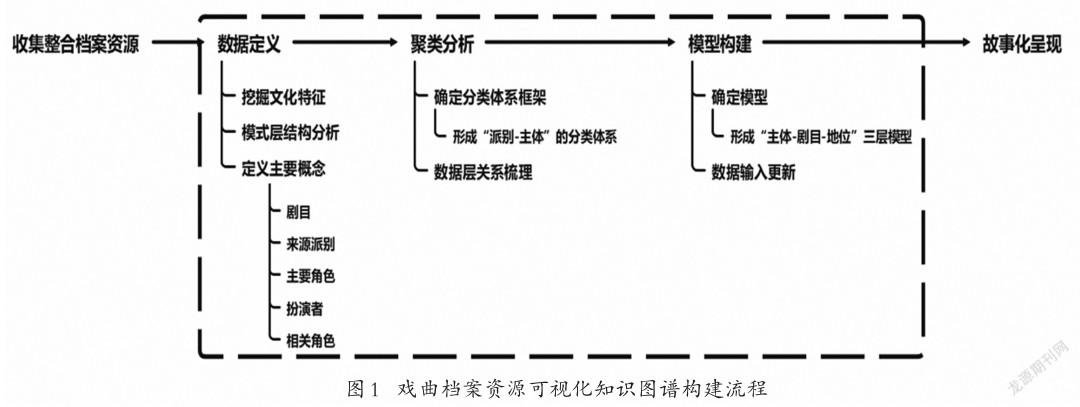 收集整合档案资源 数据定义 聚类分析 模型构建 故事化呈现
挖掘文化特征 确定分类体系框架 确定模型
模式层结构分析 形成“派别-主体”的分类体系 形成“主体-剧目-地位”三层模型
定义主要概念 数据层关系梳理 数据输入更新
剧目
来源派别
主要角色
扮演者
相关角色
图1 戏曲档案资源可视化知识图谱构建流程
龙源期刊网